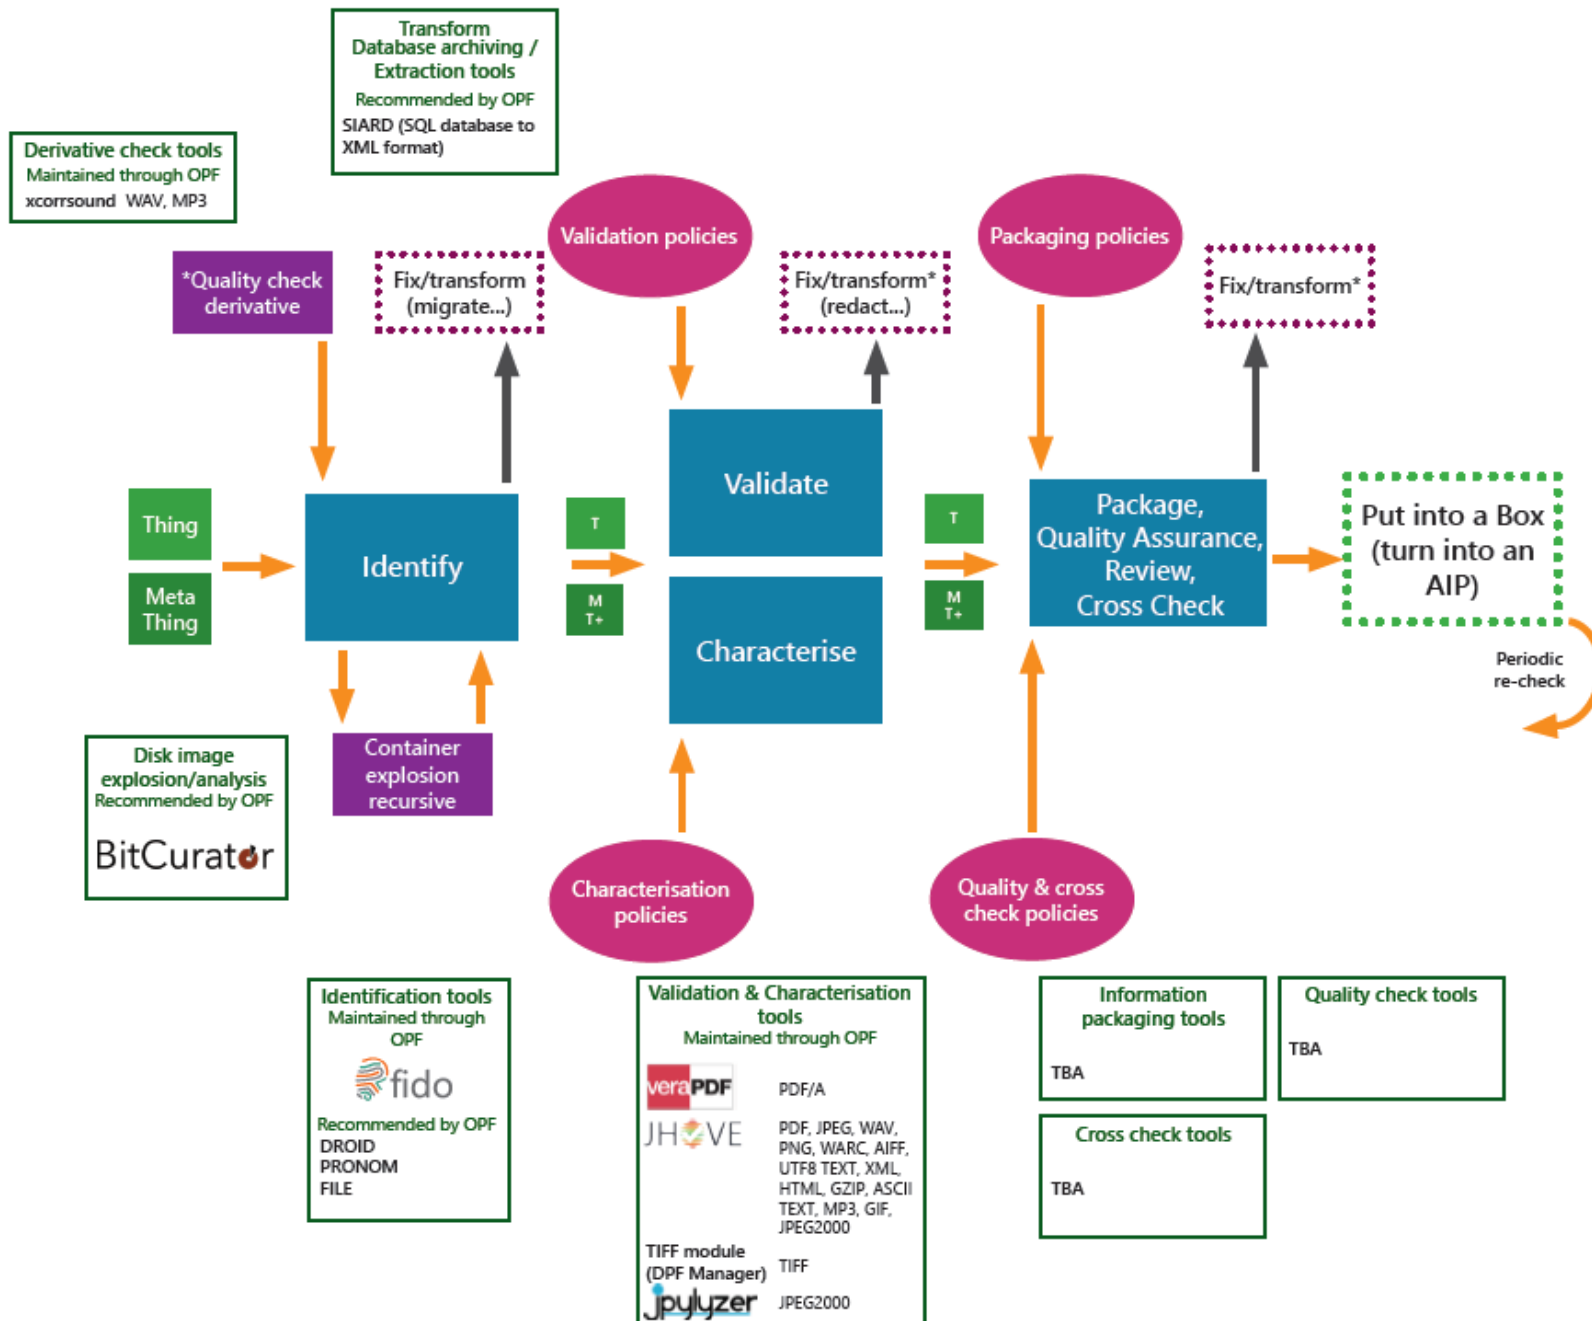 Transform
Database archiving /
Extraction tools
Recommended by OPF
SIARD (SQL database to
XML format)
Derivative check tools
Maintained through OPF
xcorrsound WAV, MP3
Validation policies
Packaging policies
*Quality check
derivative
Fix/transform
(migrate...)
Fix/transform*
(redact...)
Fix/transform*
Thing
Meta
Thing
Identify
T
M
T+
Validate
Characterise
T
M
T+
Package,
Quality Assurance,
Review,
Cross Check
Put into a Box
(turn into an
AIP)
Periodic
re-check
Disk image
explosion/analysis
Recommended by OPF
BitCurator
Container
explosion
recursive
Characterisation
policies
Quality & cross
check policies
Identification tools
Maintained through
OPF
fido
Recommended by OPF
DROID
PRONOM
FILE
Validation & Characterisation
tools
Maintained through OPF
veraPDF
PDF/A
JHOVE
PDF, JPEG, WAV,
PNG, WARC, AIFF,
UTF8 TEXT, XML,
HTML, GZIP, ASCII
TEXT, MP3, GIF,
JPEG2000
TIFF module
(DPF Manager)
TIFF
jpylyzer
JPEG2000
Information
packaging tools
TBA
Quality check tools
TBA
Cross check tools
TBA